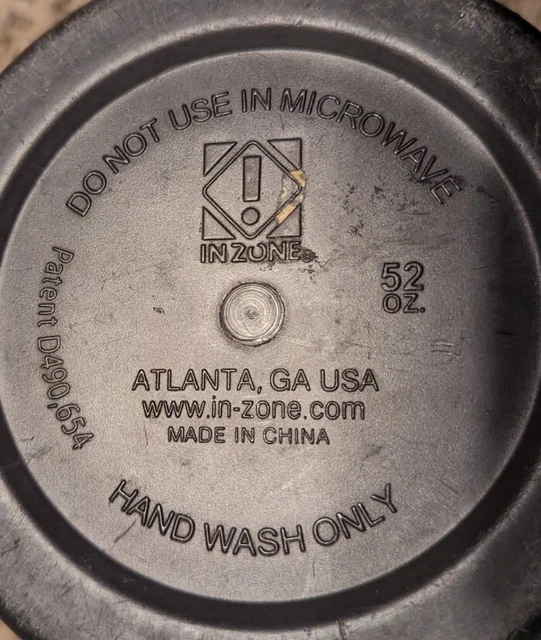 DO NOT USE IN MICROWAVE
!
IN ZONE®
52
OZ.
Patent D490,654
ATLANTA, GA USA
www.in-zone.com
MADE IN CHINA
HAND WASH ONLY